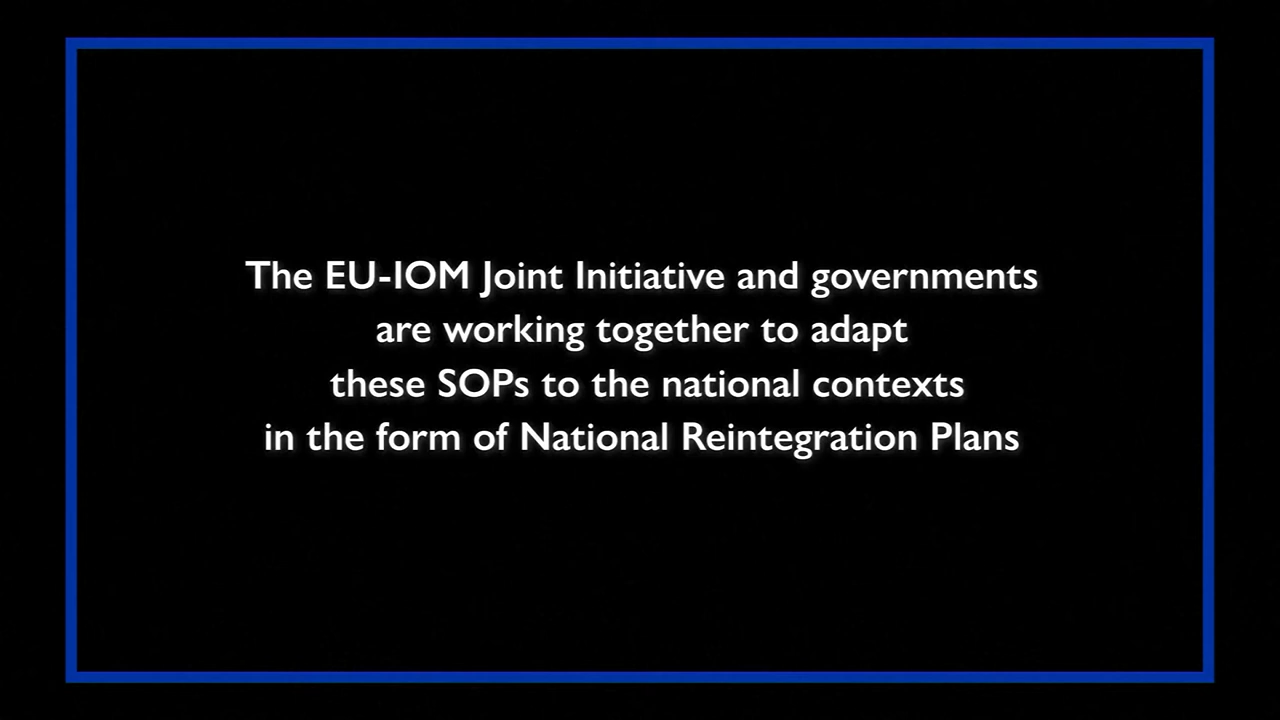 The EU-IOM Joint Initiative and governments
are working together to adapt
these SOPs to the national contexts
in the form of National Reintegration Plans